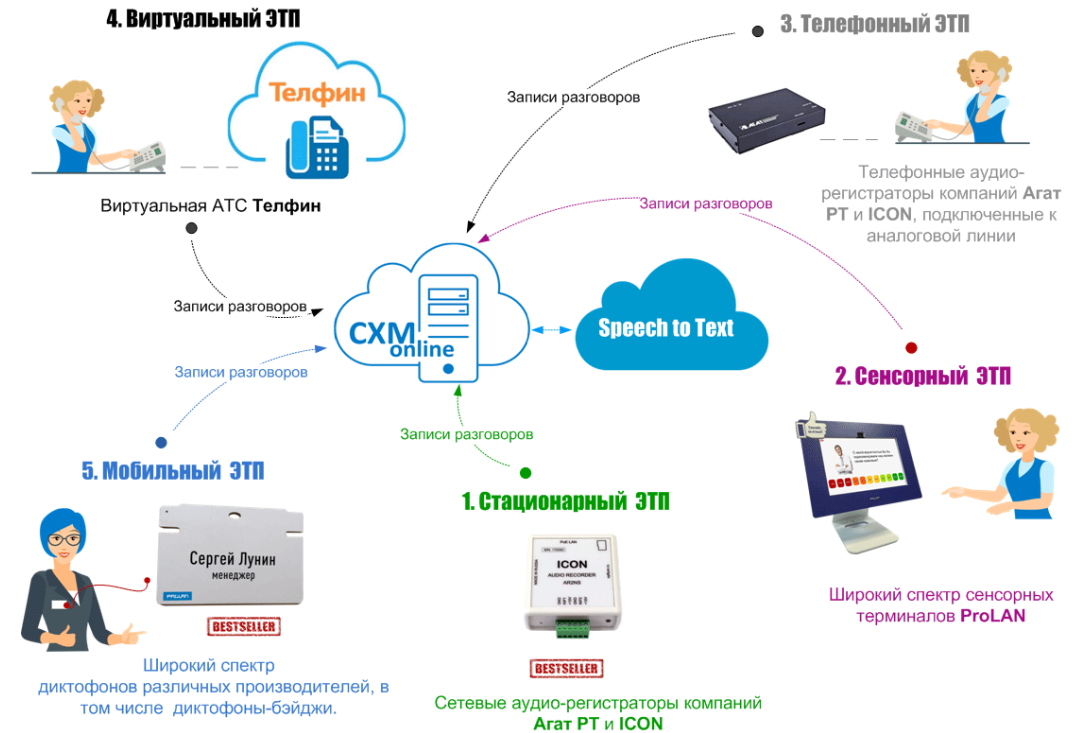 4. Виртуальный ЭТП
3. Телефонный ЭТП
Телфин
Записи разговоров
Телефонные аудио-
регистраторы компаний Агат
РТ и ICON, подключенные к
аналоговой линии
Виртуальная АТС Телфин
Записи разговоров
Записи разговоров
CXM
online
Speech to Text
Записи разговоров
2. Сенсорный ЭТП
Записи разговоров
5. Мобильный ЭТП
1. Стационарный ЭТП
Сергей Лунин
менеджер
PROLAN
PoE LAN
ICON
AUDIO RECORDER
AR2NS
BESTSELLER
Широкий спектр сенсорных
терминалов ProLAN
BESTSELLER
Широкий спектр
диктофонов различных производителей, в
том числе диктофоны-бэйджи.
Сетевые аудио-регистраторы компаний
Агат РТ и ICON